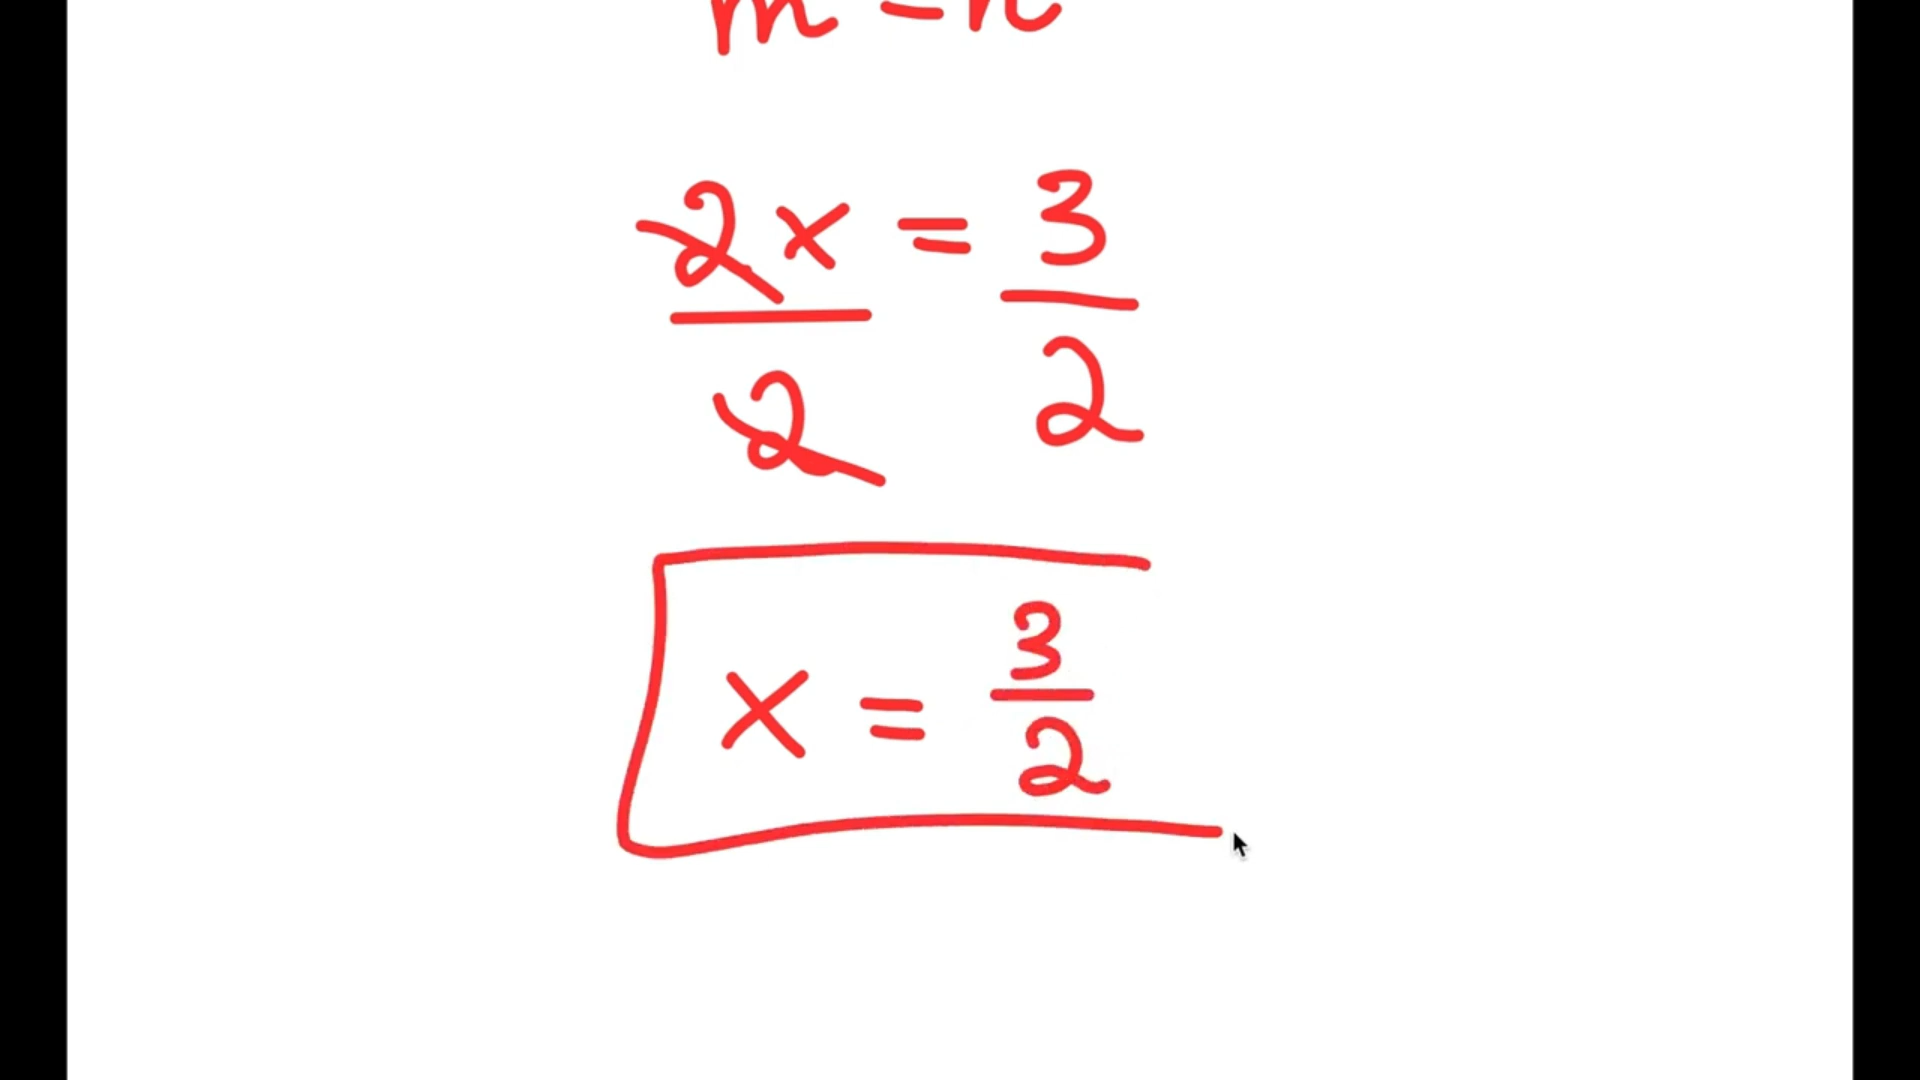 m = n
2x = 3
2 2
x = 3/2